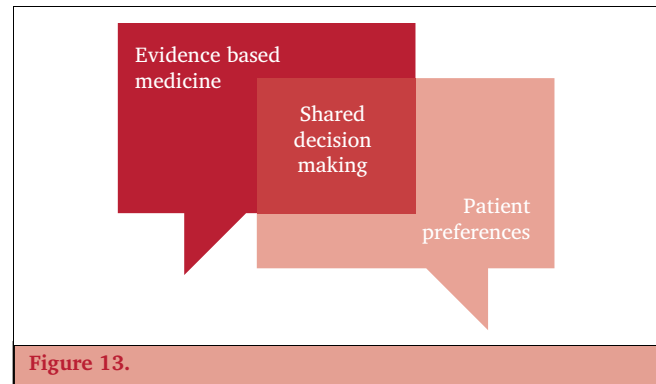 Evidence based
medicine
Shared
decision
making
Patient
preferences
Figure 13.